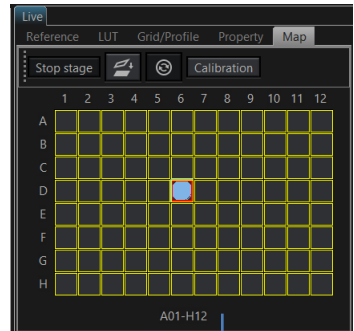 Live
Reference LUT Grid/Profile Property Map
Stop stage Calibration
1 2 3 4 5 6 7 8 9 10 11 12
A
B
C
D
E
F
G
H
A01-H12